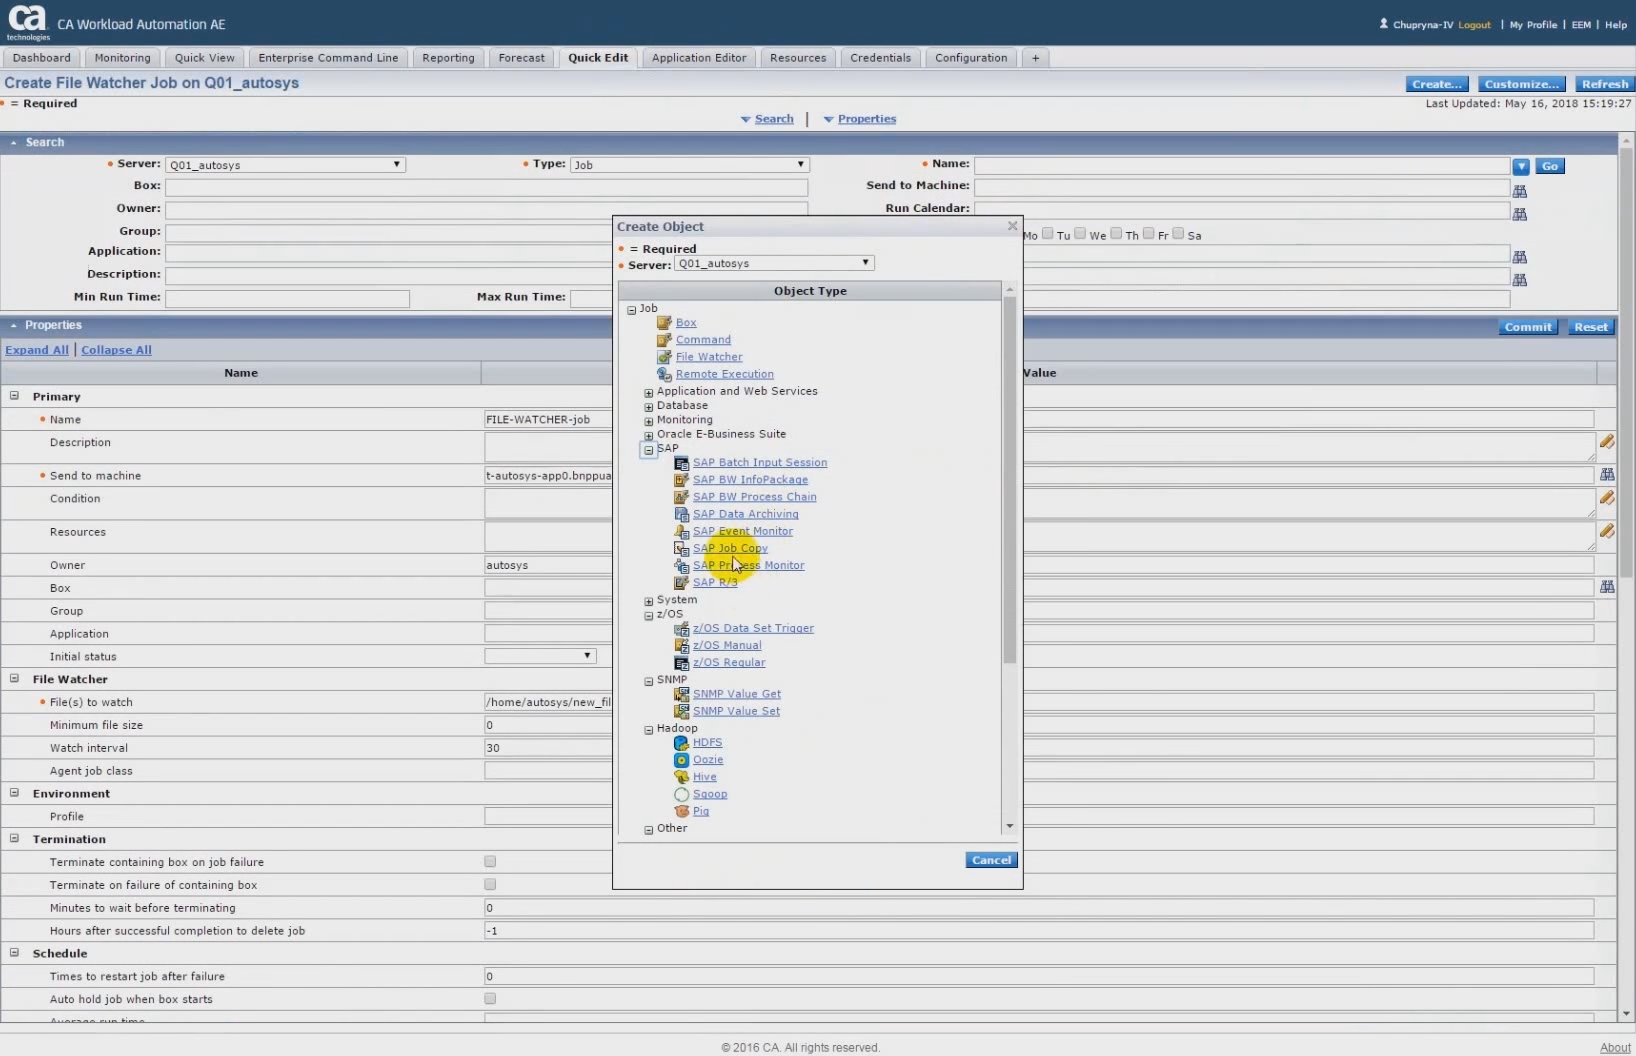 ca
technologies
CA Workload Automation AE
Chupryna-IV Logout | My Profile | EEM | Help
Dashboard Monitoring Quick View Enterprise Command Line Reporting Forecast Quick Edit Application Editor Resources Credentials Configuration +
Create File Watcher Job on Q01_autosys
Create... Customize... Refresh
= Required
Last Updated: May 16, 2018 15:19:27
Search | Properties
Search
Server: Q01_autosys Type: Job Name: Go
Box: Send to Machine:
Owner: Run Calendar:
Group: Mo Tu We Th Fr Sa
Application:
Description:
Min Run Time: Max Run Time:
Properties
Commit Reset
Expand All | Collapse All
Name Value
Primary
Name FILE-WATCHER-job
Description
Send to machine t-autosys-app0.bnppua
Condition
Resources
Owner autosys
Box
Group
Application
Initial status
File Watcher
File(s) to watch /home/autosys/new_fil
Minimum file size 0
Watch interval 30
Agent job class
Environment
Profile
Termination
Terminate containing box on job failure
Terminate on failure of containing box
Minutes to wait before terminating 0
Hours after successful completion to delete job -1
Schedule
Times to restart job after failure 0
Auto hold job when box starts
Average run time
Create Object
= Required
Server: Q01_autosys
Object Type
Job
Box
Command
File Watcher
Remote Execution
Application and Web Services
Database
Monitoring
Oracle E-Business Suite
SAP
SAP Batch Input Session
SAP BW InfoPackage
SAP BW Process Chain
SAP Data Archiving
SAP Event Monitor
SAP Job Copy
SAP Process Monitor
SAP R/3
System
z/OS
z/OS Data Set Trigger
z/OS Manual
z/OS Regular
SNMP
SNMP Value Get
SNMP Value Set
Hadoop
HDFS
Oozie
Hive
Sqoop
Pig
Other
Cancel
© 2016 CA. All rights reserved.
About